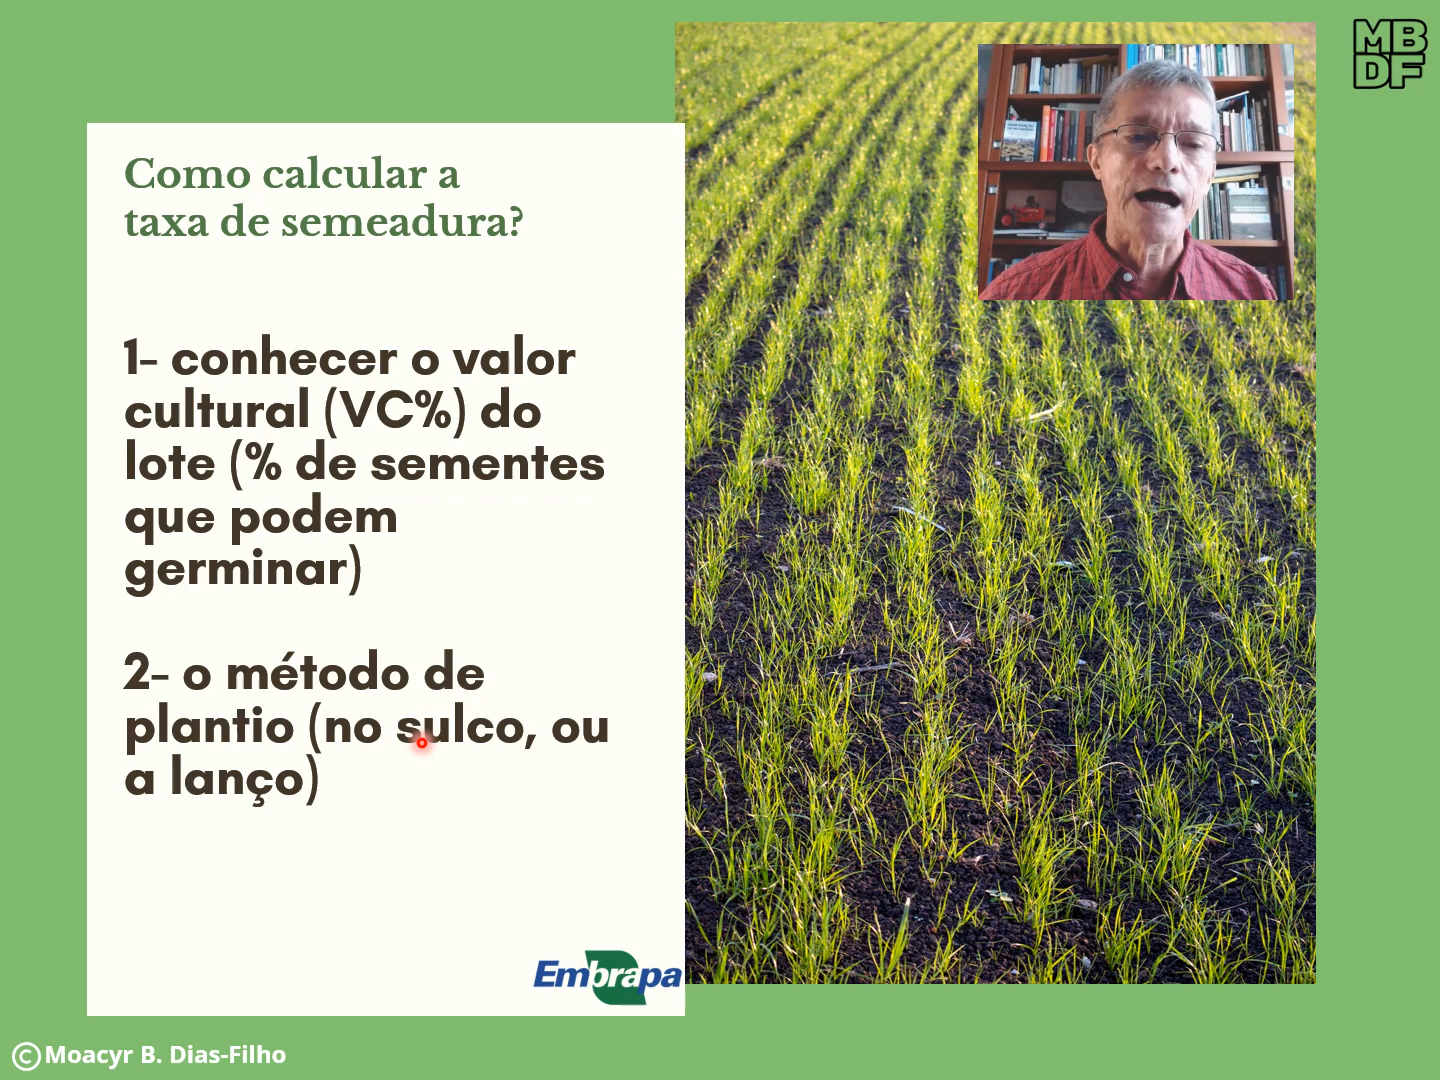 MB
DF
Como calcular a
taxa de semeadura?
1- conhecer o valor
cultural (VC%) do
lote (% de sementes
que podem
germinar)
2- o método de
plantio (no sulco, ou
a lanço)
Embrapa
©Moacyr B. Dias-Filho